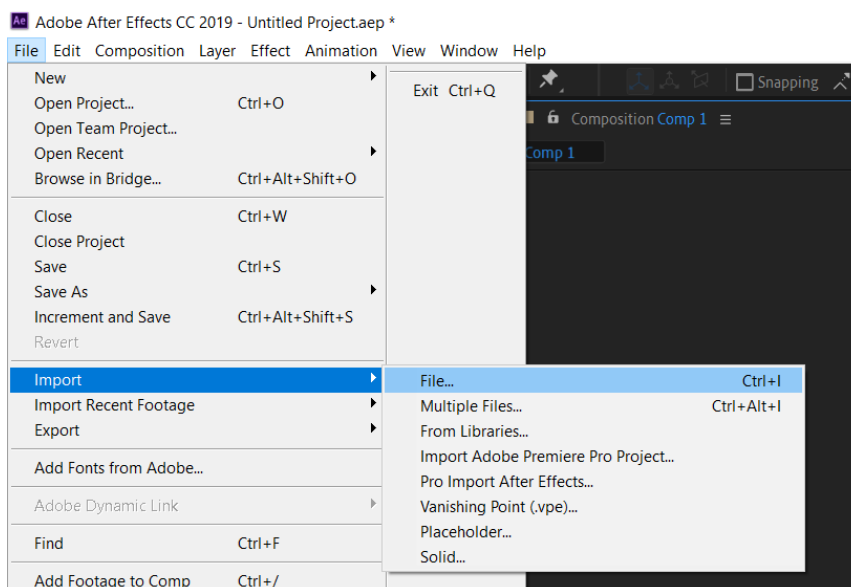 Ae Adobe After Effects CC 2019 - Untitled Project.aep *
File Edit Composition Layer Effect Animation View Window Help
New
Open Project... Ctrl+O
Open Team Project...
Open Recent
Browse in Bridge... Ctrl+Alt+Shift+O
Close Ctrl+W
Close Project
Save Ctrl+S
Save As
Increment and Save Ctrl+Alt+Shift+S
Revert
Import
Import Recent Footage
Export
Add Fonts from Adobe...
Adobe Dynamic Link
Find Ctrl+F
Add Footage to Comp Ctrl+/
Exit Ctrl+Q
Snapping
Composition Comp 1
Comp 1
File... Ctrl+I
Multiple Files... Ctrl+Alt+I
From Libraries...
Import Adobe Premiere Pro Project...
Pro Import After Effects...
Vanishing Point (.vpe)...
Placeholder...
Solid...